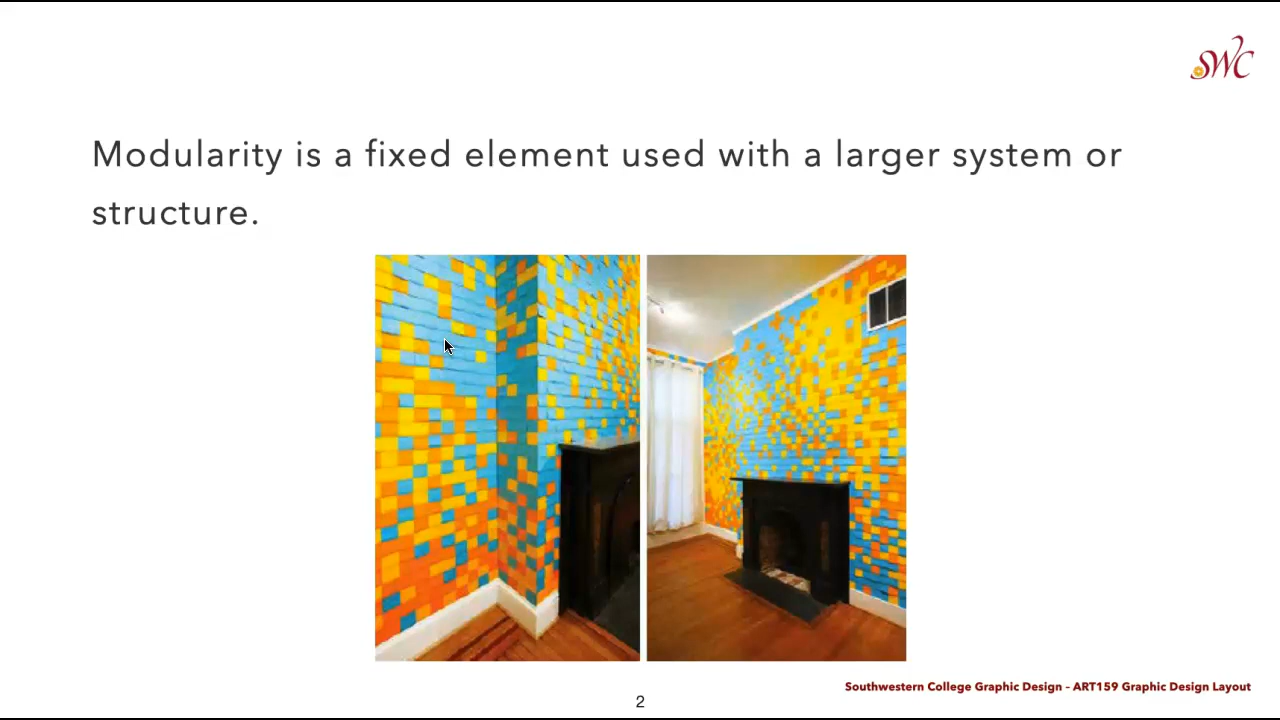 SWC
Modularity is a fixed element used with a larger system or
structure.
Southwestern College Graphic Design - ART159 Graphic Design Layout
2